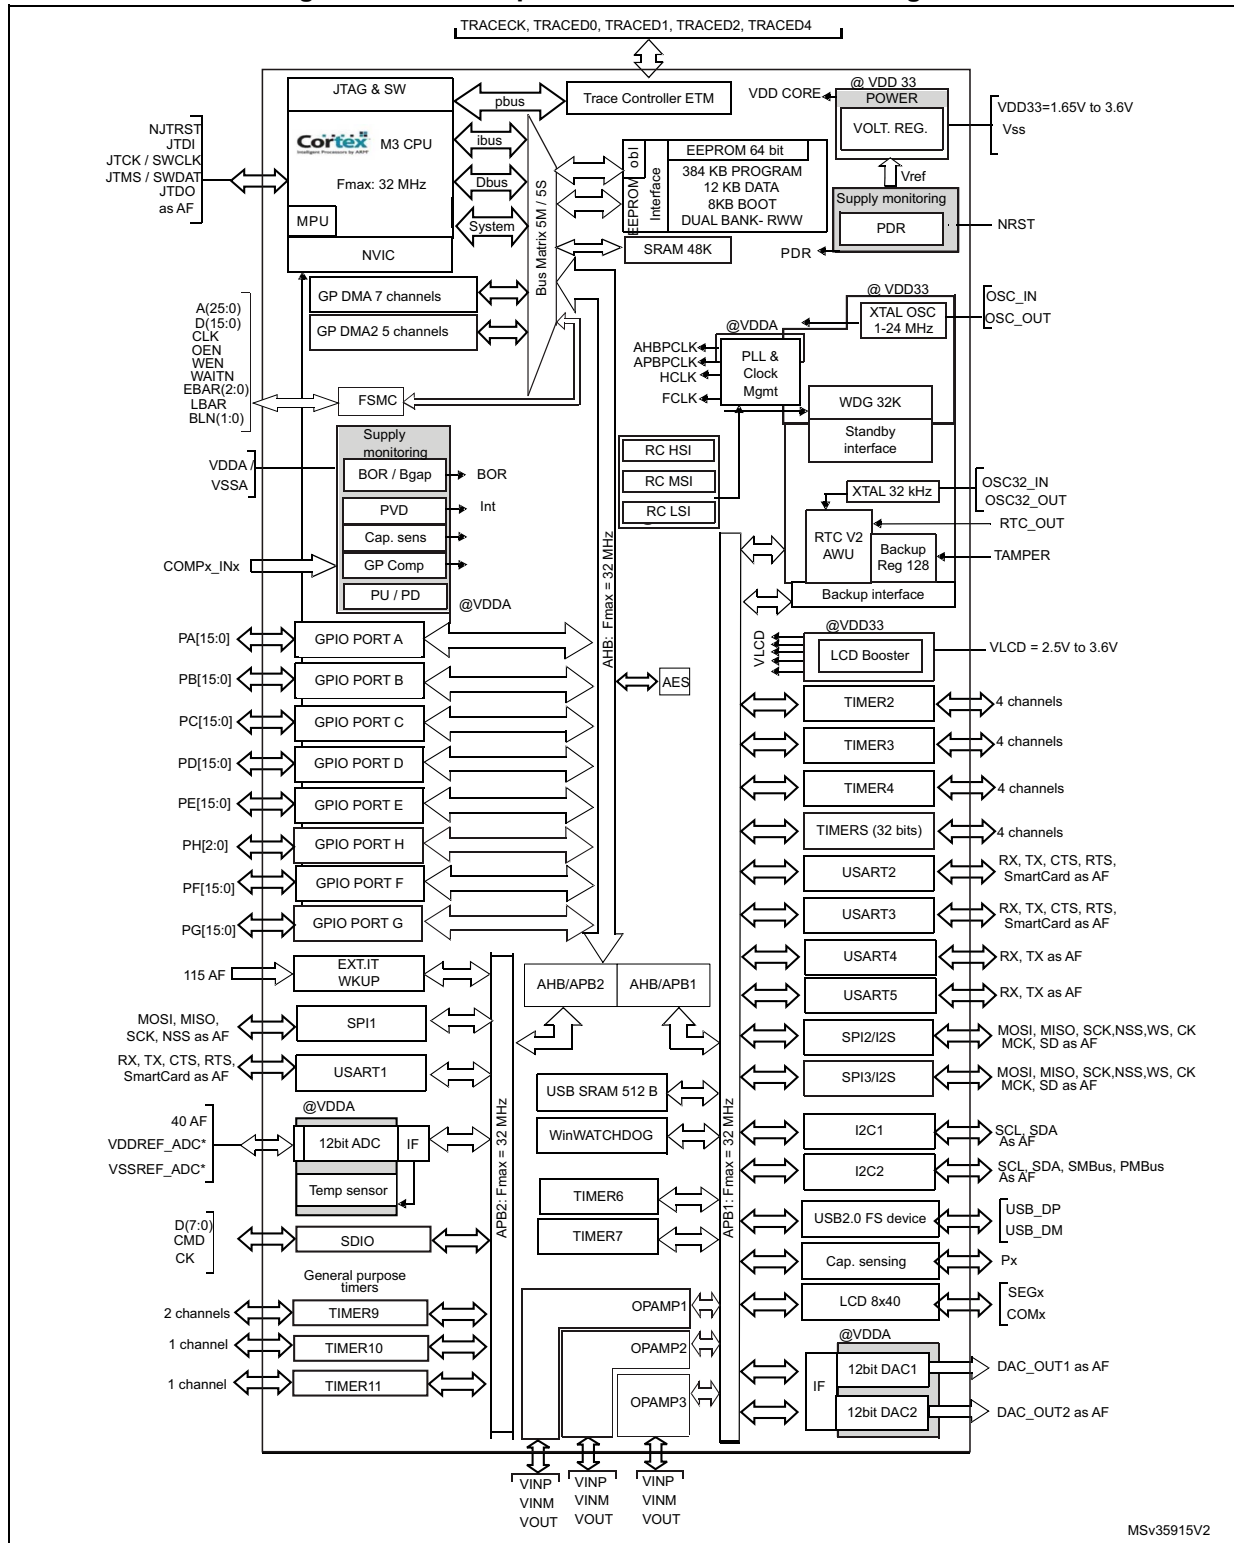 TRACECK, TRACED0, TRACED1, TRACED2, TRACED4
JTAG & SW
pbus
Trace Controller ETM
VDD CORE
@ VDD 33
POWER
VOLT. REG.
VDD33=1.65V to 3.6V
Vss
NJTRST
JTDI
JTCK / SWCLK
JTMS / SWDAT
JTDO
as AF
Cortex
M3 CPU
Fmax: 32 MHz
MPU
NVIC
ibus
Dbus
System
Bus Matrix 5M / 5S
EEPROM obl
Interface
EEPROM 64 bit
384 KB PROGRAM
12 KB DATA
8KB BOOT
DUAL BANK- RWW
SRAM 48K
Vref
Supply monitoring
PDR
NRST
PDR
GP DMA 7 channels
GP DMA2 5 channels
A(25:0)
D(15:0)
CLK
OEN
WEN
WAITN
EBAR(2:0)
LBAR
BLN(1:0)
FSMC
@ VDD33
XTAL OSC
1-24 MHz
OSC_IN
OSC_OUT
@VDDA
AHBPCLK
APBPCLK
HCLK
FCLK
PLL &
Clock
Mgmt
WDG 32K
Standby
interface
RC HSI
RC MSI
RC LSI
Supply
monitoring
VDDA /
VSSA
BOR / Bgap
BOR
PVD
Int
Cap. sens
GP Comp
COMPx_INx
PU / PD
@VDDA
XTAL 32 kHz
OSC32_IN
OSC32_OUT
RTC_OUT
RTC V2
AWU
Backup
Reg 128
TAMPER
Backup interface
AHB: Fmax = 32 MHz
PA[15:0]
GPIO PORT A
PB[15:0]
GPIO PORT B
PC[15:0]
GPIO PORT C
PD[15:0]
GPIO PORT D
PE[15:0]
GPIO PORT E
PH[2:0]
GPIO PORT H
PF[15:0]
GPIO PORT F
PG[15:0]
GPIO PORT G
AES
@VDD33
VLCD
LCD Booster
VLCD = 2.5V to 3.6V
TIMER2
4 channels
TIMER3
4 channels
TIMER4
4 channels
TIMERS (32 bits)
4 channels
USART2
RX, TX, CTS, RTS,
SmartCard as AF
USART3
RX, TX, CTS, RTS,
SmartCard as AF
USART4
RX, TX as AF
USART5
RX, TX as AF
SPI2/I2S
MOSI, MISO, SCK,NSS,WS, CK
MCK, SD as AF
SPI3/I2S
MOSI, MISO, SCK,NSS,WS, CK
MCK, SD as AF
I2C1
SCL, SDA
As AF
I2C2
SCL, SDA, SMBus, PMBus
As AF
USB2.0 FS device
USB_DP
USB_DM
Cap. sensing
Px
LCD 8x40
SEGx
COMx
@VDDA
IF
12bit DAC1
DAC_OUT1 as AF
12bit DAC2
DAC_OUT2 as AF
115 AF
EXT.IT
WKUP
AHB/APB2
AHB/APB1
MOSI, MISO,
SCK, NSS as AF
SPI1
RX, TX, CTS, RTS,
SmartCard as AF
USART1
@VDDA
40 AF
VDDREF_ADC*
VSSREF_ADC*
12bit ADC
IF
Temp sensor
D(7:0)
CMD
CK
SDIO
General purpose
timers
2 channels
TIMER9
1 channel
TIMER10
1 channel
TIMER11
APB2: Fmax = 32 MHz
APB1: Fmax = 32 MHz
USB SRAM 512 B
WinWATCHDOG
TIMER6
TIMER7
OPAMP1
OPAMP2
OPAMP3
VINP
VINM
VOUT
VINP
VINM
VOUT
VINP
VINM
VOUT
MSv35915V2